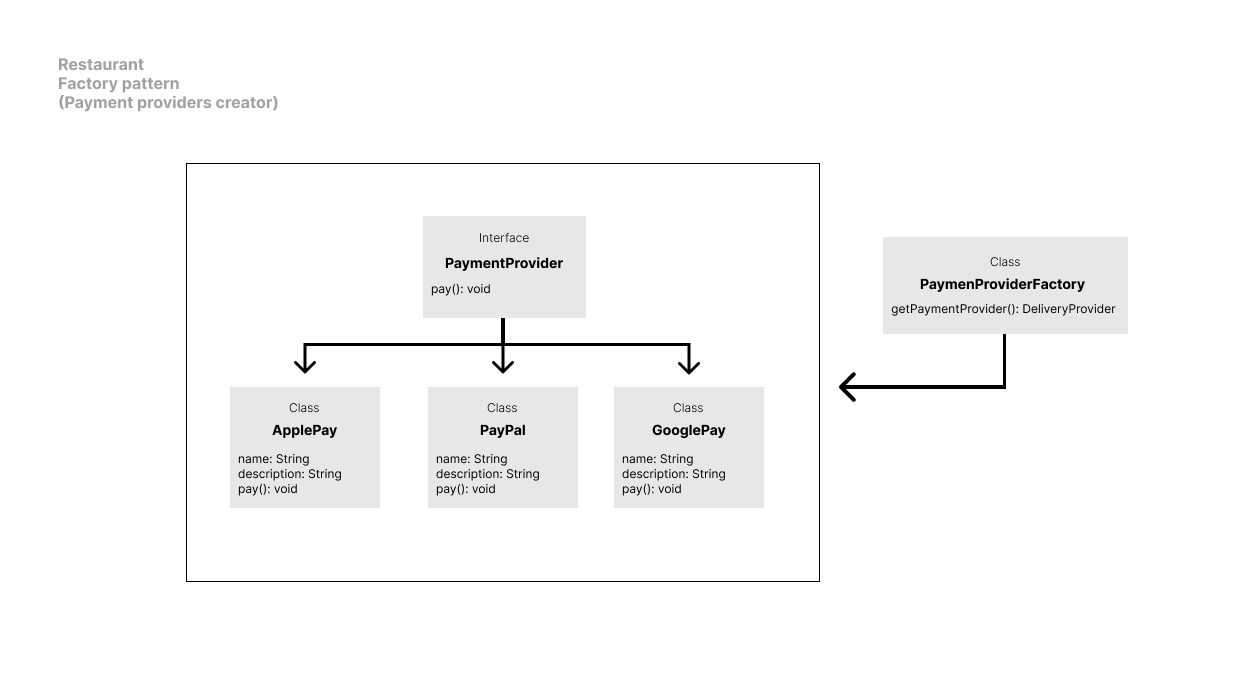 Restaurant
Factory pattern
(Payment providers creator)
Interface
PaymentProvider
pay(): void
Class
PaymenProviderFactory
getPaymentProvider(): DeliveryProvider
Class
ApplePay
name: String
description: String
pay(): void
Class
PayPal
name: String
description: String
pay(): void
Class
GooglePay
name: String
description: String
pay(): void